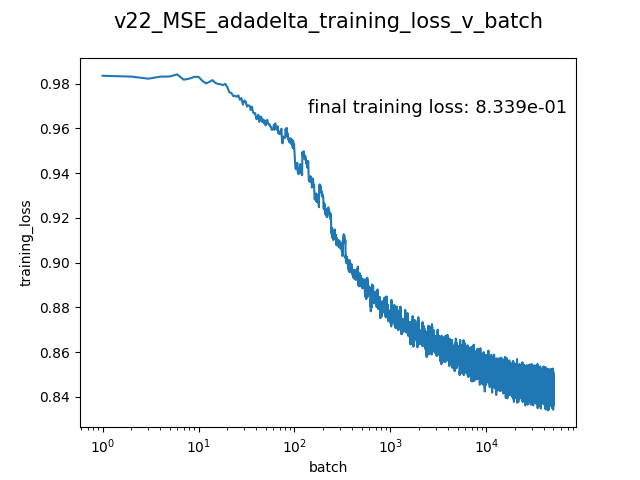 v22_MSE_adadelta_training_loss_v_batch
final training loss: 8.339e-01
training_loss
0.98
0.96
0.94
0.92
0.90
0.88
0.86
0.84
10⁰ 10¹ 10² 10³ 10⁴
batch